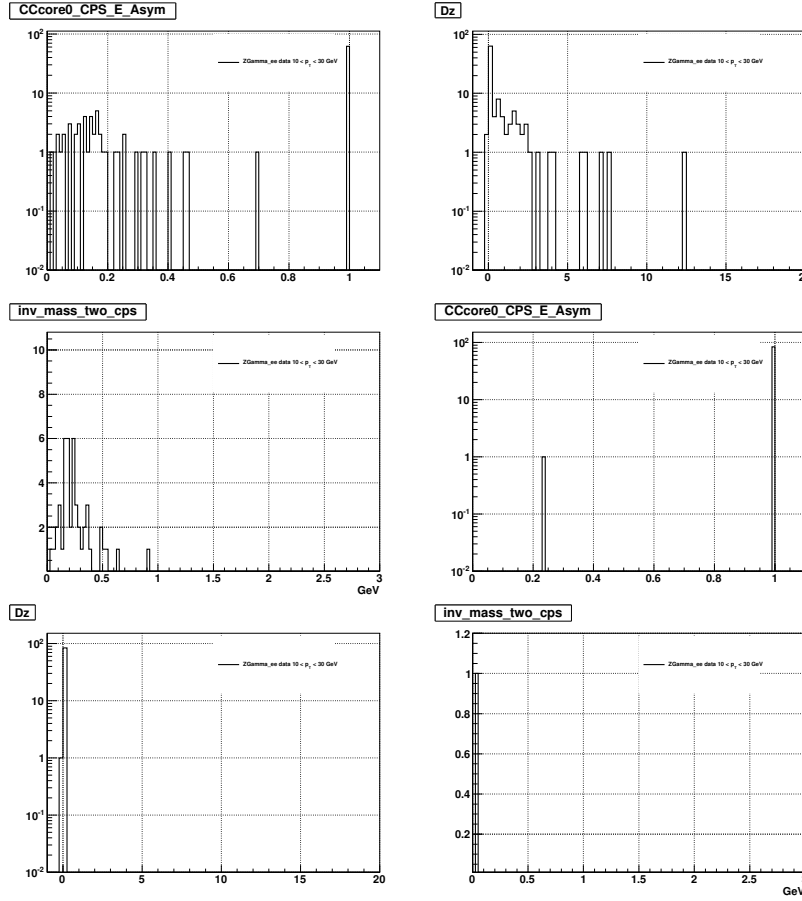 CCcore0_CPS_E_Asym
ZGamma_ee data 10 < p_T < 30 GeV
10²
10
1
10⁻¹
10⁻²
0 0.2 0.4 0.6 0.8 1
Dz
ZGamma_ee data 10 < p_T < 30 GeV
10²
10
1
10⁻¹
10⁻²
0 5 10 15 2
inv_mass_two_cps
ZGamma_ee data 10 < p_T < 30 GeV
10
8
6
4
2
0 0.5 1 1.5 2 2.5 3
GeV
CCcore0_CPS_E_Asym
ZGamma_ee data 10 < p_T < 30 GeV
10²
10
1
10⁻¹
10⁻²
0 0.2 0.4 0.6 0.8 1
Dz
ZGamma_ee data 10 < p_T < 30 GeV
10²
10
1
10⁻¹
10⁻²
0 5 10 15 20
inv_mass_two_cps
ZGamma_ee data 10 < p_T < 30 GeV
1.2
1
0.8
0.6
0.4
0.2
0 0.5 1 1.5 2 2.5
GeV